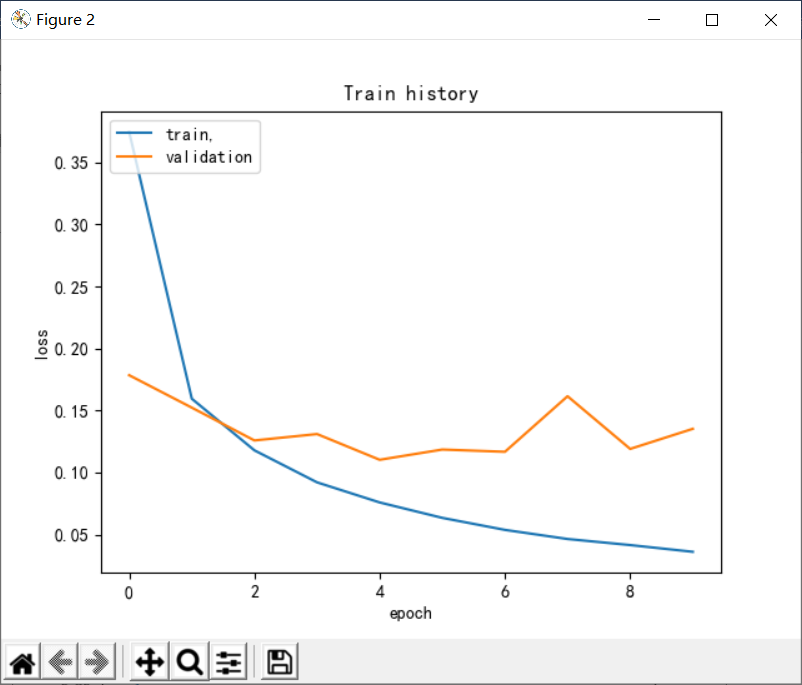 Figure 2
Train history
train,
validation
0.35
0.30
0.25
0.20
0.15
0.10
0.05
loss
0 2 4 6 8
epoch